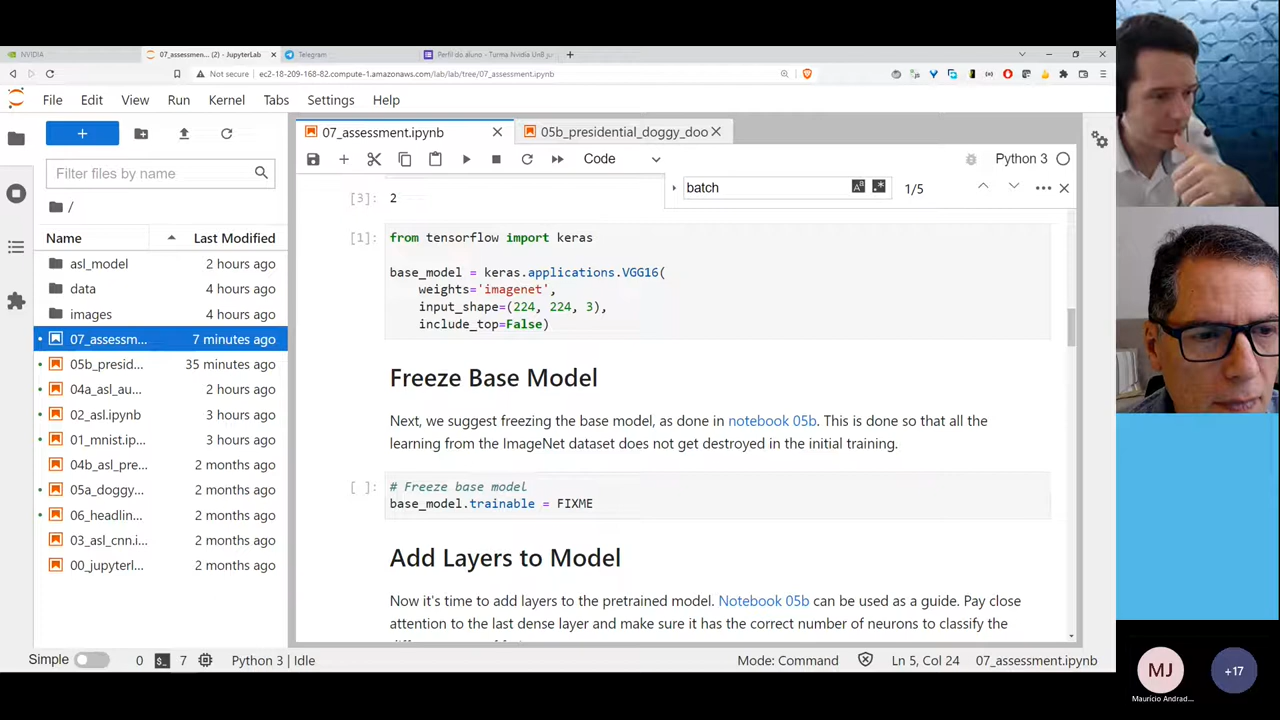 NVIDIA
07_assessmen... (2) - JupyterLab
Telegram
Perfil do aluno - Turma Nvidia UnB ju
Not secure
ec2-18-209-168-82.compute-1.amazonaws.com/lab/lab/tree/07_assessment.ipynb
File Edit View Run Kernel Tabs Settings Help
07_assessment.ipynb
05b_presidential_doggy_doo
Code
Python 3
Filter files by name
batch
1/5
/
Name
Last Modified
asl_model 2 hours ago
data 4 hours ago
images 4 hours ago
07_assessm... 7 minutes ago
05b_presid... 35 minutes ago
04a_asl_au... 2 hours ago
02_asl.ipynb 3 hours ago
01_mnist.ip... 3 hours ago
04b_asl_pre... 2 months ago
05a_doggy... 2 months ago
06_headlin... 2 months ago
03_asl_cnn.i... 2 months ago
00_jupyterl... 2 months ago
[3]: 2
[1]: from tensorflow import keras
base_model = keras.applications.VGG16(
weights='imagenet',
input_shape=(224, 224, 3),
include_top=False)
Freeze Base Model
Next, we suggest freezing the base model, as done in notebook 05b. This is done so that all the
learning from the ImageNet dataset does not get destroyed in the initial training.
[ ]: # Freeze base model
base_model.trainable = FIXME
Add Layers to Model
Now it's time to add layers to the pretrained model. Notebook 05b can be used as a guide. Pay close
attention to the last dense layer and make sure it has the correct number of neurons to classify the
Simple
0
7
Python 3 | Idle
Mode: Command
Ln 5, Col 24
07_assessment.ipynb
MJ
+17
Maurício Andrad...